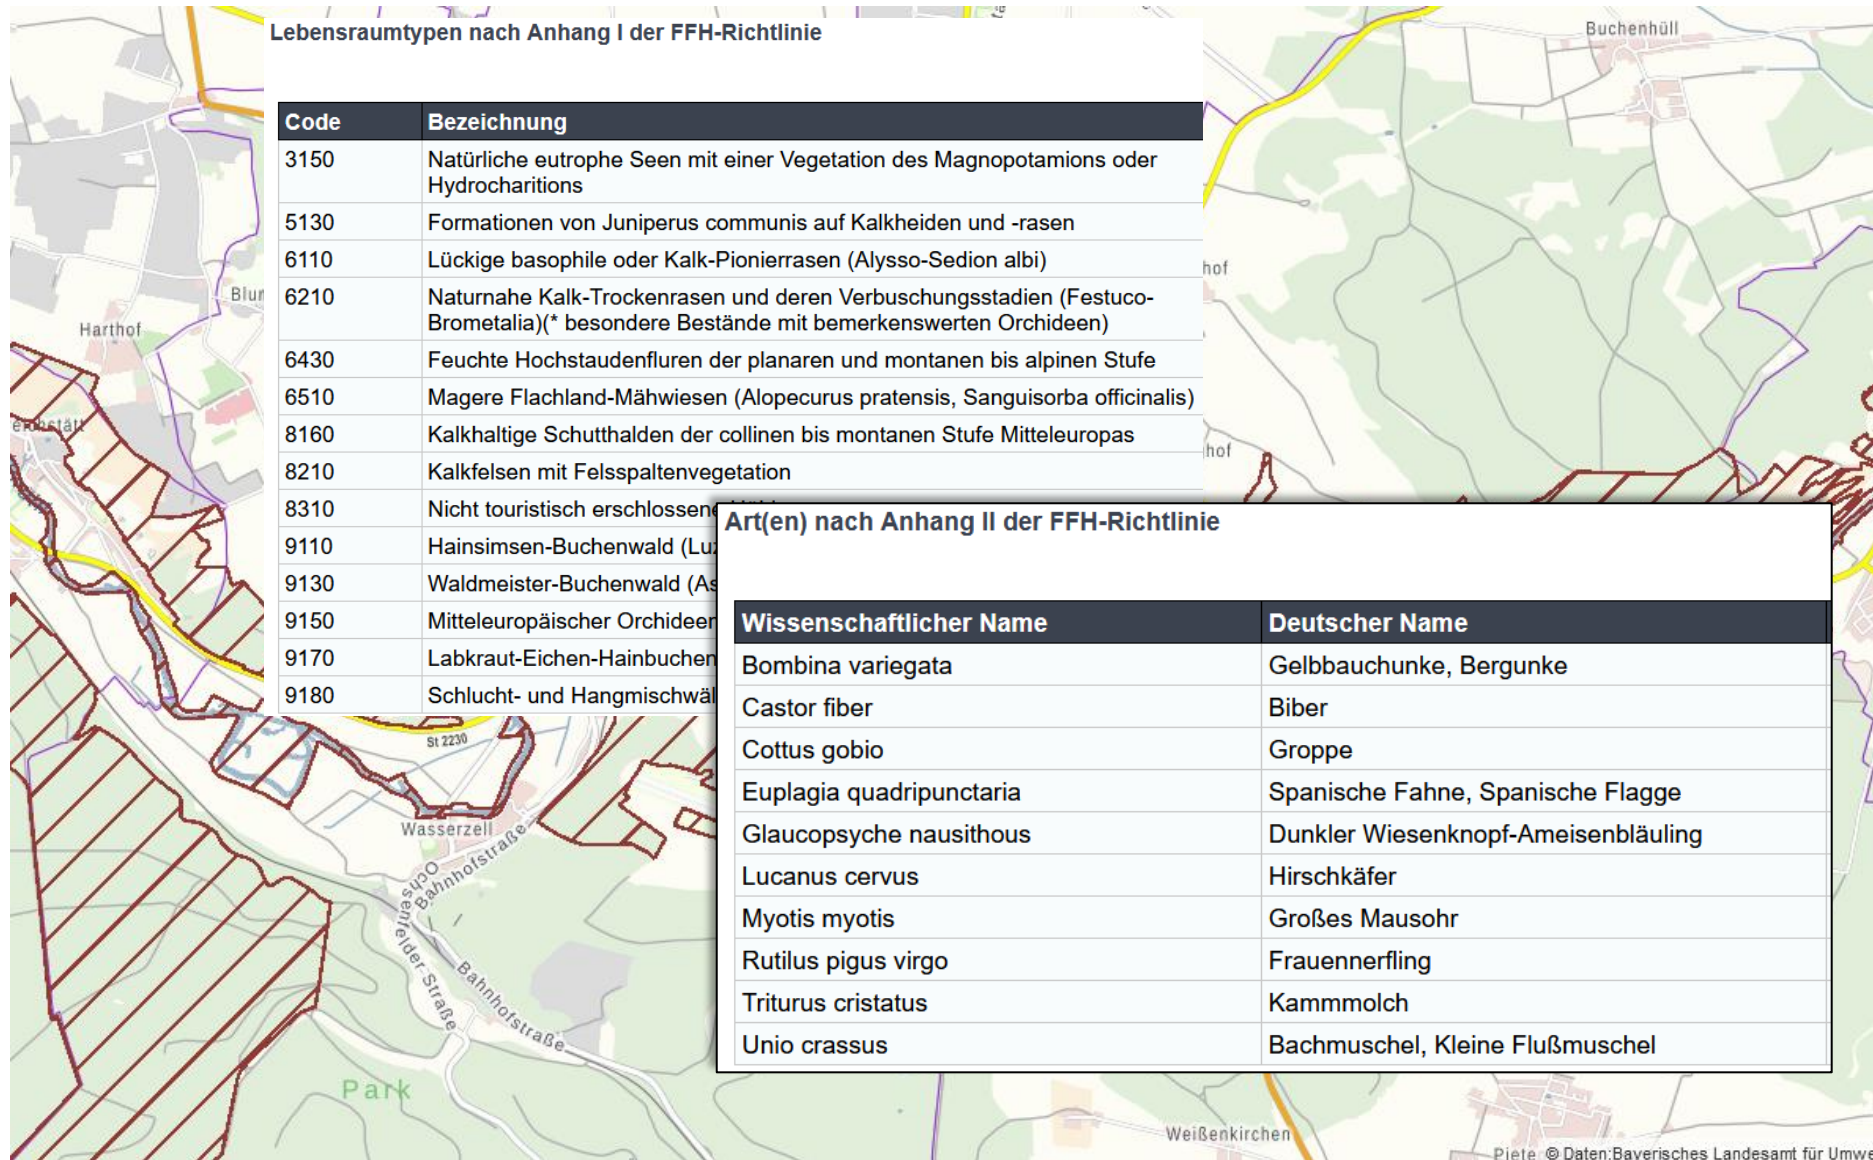 Lebensraumtypen nach Anhang I der FFH-Richtlinie
Code Bezeichnung
3150 Natürliche eutrophe Seen mit einer Vegetation des Magnopotamions oder
Hydrocharitions
5130 Formationen von Juniperus communis auf Kalkheiden und -rasen
6110 Lückige basophile oder Kalk-Pionierrasen (Alysso-Sedion albi)
6210 Naturnahe Kalk-Trockenrasen und deren Verbuschungsstadien (Festuco-
Brometalia)(* besondere Bestände mit bemerkenswerten Orchideen)
6430 Feuchte Hochstaudenfluren der planaren und montanen bis alpinen Stufe
6510 Magere Flachland-Mähwiesen (Alopecurus pratensis, Sanguisorba officinalis)
8160 Kalkhaltige Schutthalden der collinen bis montanen Stufe Mitteleuropas
8210 Kalkfelsen mit Felsspaltenvegetation
8310 Nicht touristisch erschlossene
9110 Hainsimsen-Buchenwald (Luz
9130 Waldmeister-Buchenwald (As
9150 Mitteleuropäischer Orchideen
9170 Labkraut-Eichen-Hainbuchen
9180 Schlucht- und Hangmischwäl
Art(en) nach Anhang II der FFH-Richtlinie
Wissenschaftlicher Name Deutscher Name
Bombina variegata Gelbbauchunke, Bergunke
Castor fiber Biber
Cottus gobio Groppe
Euplagia quadripunctaria Spanische Fahne, Spanische Flagge
Glaucopsyche nausithous Dunkler Wiesenknopf-Ameisenbläuling
Lucanus cervus Hirschkäfer
Myotis myotis Großes Mausohr
Rutilus pigus virgo Frauennerfling
Triturus cristatus Kammmolch
Unio crassus Bachmuschel, Kleine Flußmuschel
Buchenhüll
hof
Blur
Harthof
hof
St 2230
Wasserzell
Bahnhofstraße
Ochsenfelder-Straße
Bahnhofstraße
Park
Weißenkirchen
Piete
© Daten:Bayerisches Landesamt für Umwe